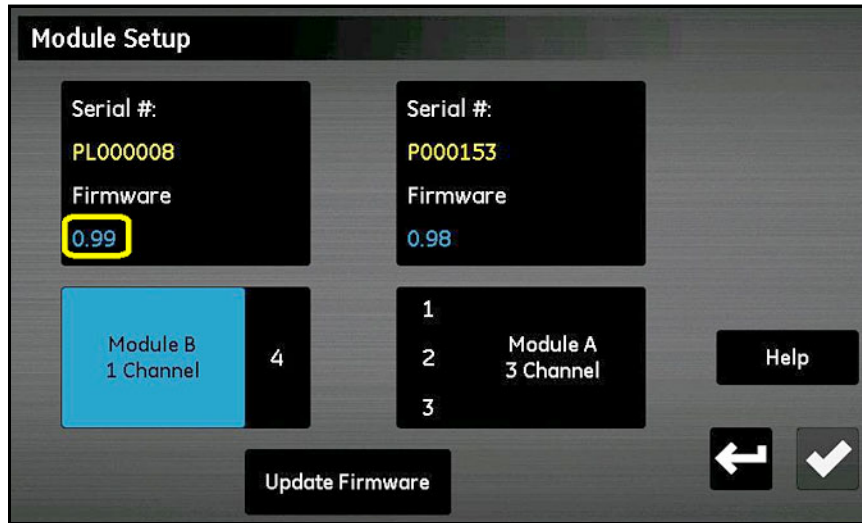 Module Setup
Serial #:
PL000008
Firmware
0.99
Serial #:
P000153
Firmware
0.98
Module B
1 Channel
4
1
2
3
Module A
3 Channel
Help
Update Firmware